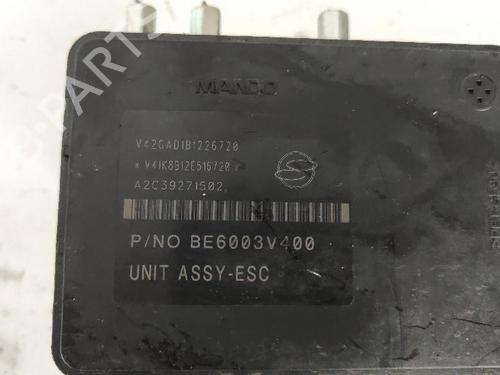 MANDO
V42GAD1B1226720
* V41K8B12E516720 *
A2C39271502
P/NO BE6003V400
UNIT ASSY-ESC